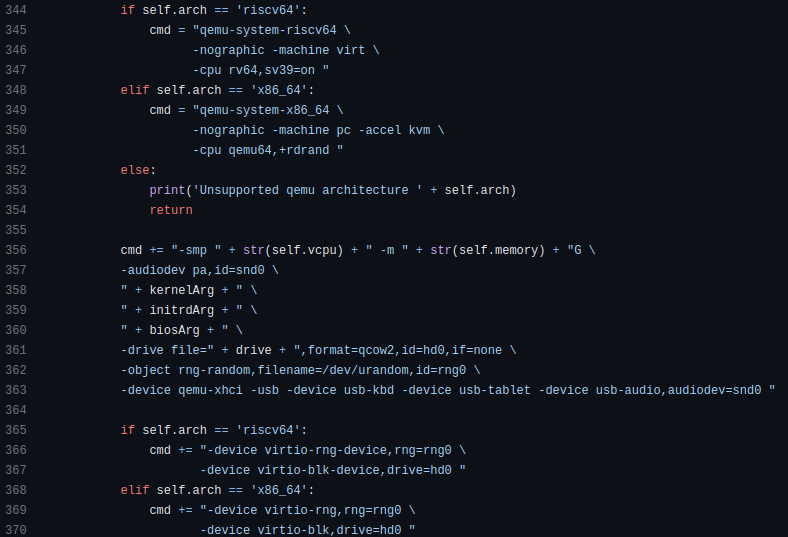 344 if self.arch == 'riscv64':
345 cmd = "qemu-system-riscv64 \
346 -nographic -machine virt \
347 -cpu rv64,sv39=on "
348 elif self.arch == 'x86_64':
349 cmd = "qemu-system-x86_64 \
350 -nographic -machine pc -accel kvm \
351 -cpu qemu64,+rdrand "
352 else:
353 print('Unsupported qemu architecture ' + self.arch)
354 return
355
356 cmd += "-smp " + str(self.vcpu) + " -m " + str(self.memory) + "G \
357 -audiodev pa,id=snd0 \
358 " + kernelArg + " \
359 " + initrdArg + " \
360 " + biosArg + " \
361 -drive file=" + drive + ",format=qcow2,id=hd0,if=none \
362 -object rng-random,filename=/dev/urandom,id=rng0 \
363 -device qemu-xhci -usb -device usb-kbd -device usb-tablet -device usb-audio,audiodev=snd0 "
364
365 if self.arch == 'riscv64':
366 cmd += "-device virtio-rng-device,rng=rng0 \
367 -device virtio-blk-device,drive=hd0 "
368 elif self.arch == 'x86_64':
369 cmd += "-device virtio-rng,rng=rng0 \
370 -device virtio-blk,drive=hd0 "